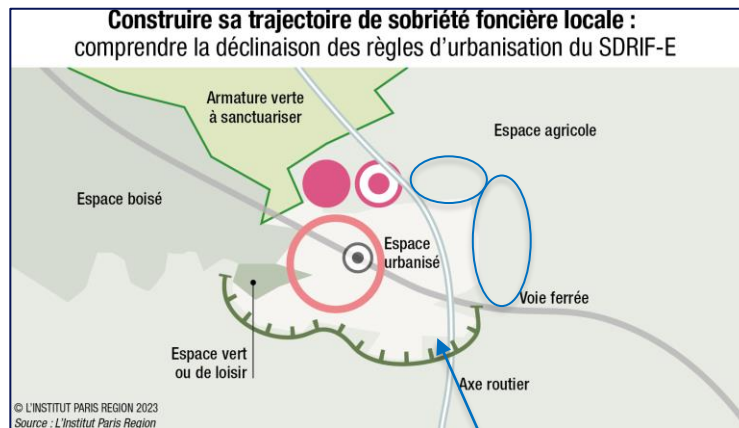 Construire sa trajectoire de sobriété foncière locale :
comprendre la déclinaison des règles d'urbanisation du SDRIF-E
Armature verte
à sanctuariser
Espace agricole
Espace boisé
Espace
urbanisé
Voie ferrée
Espace vert
ou de loisir
Axe routier
© L'INSTITUT PARIS REGION 2023
Source : L'Institut Paris Region